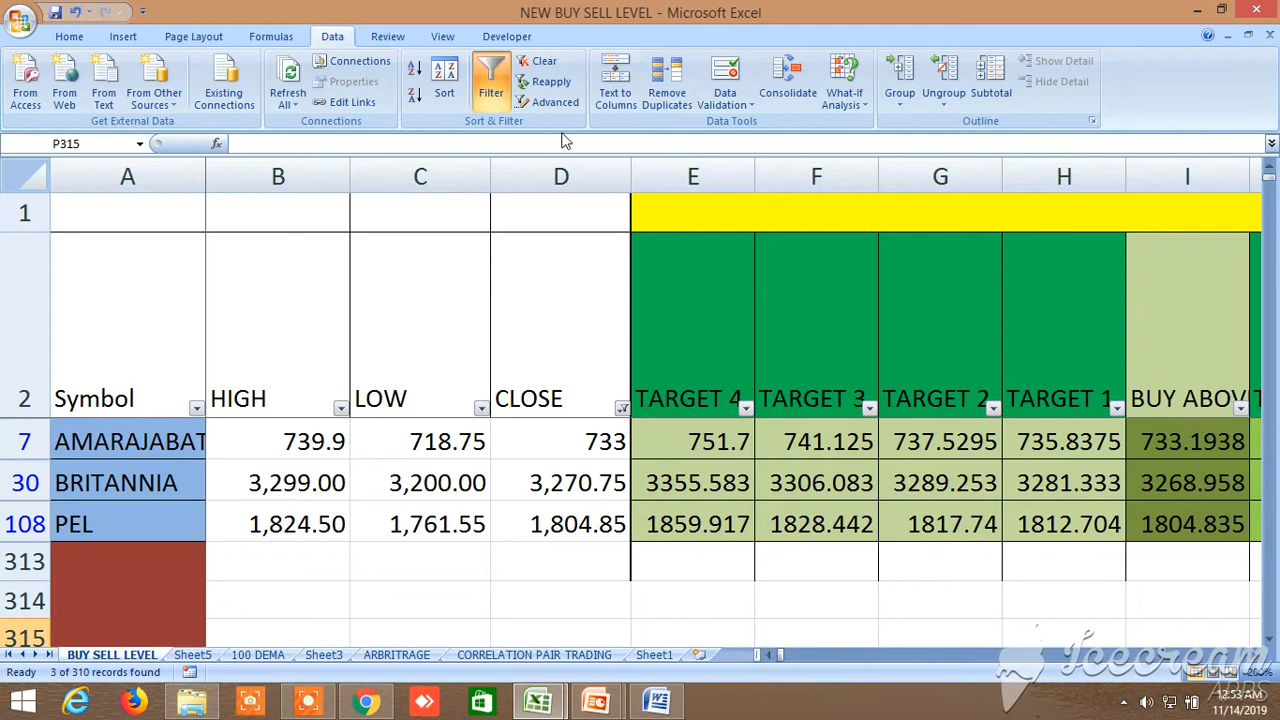 NEW BUY SELL LEVEL - Microsoft Excel
Home Insert Page Layout Formulas Data Review View Developer
From Access
From Web
From Text
From Other Sources
Existing Connections
Get External Data
Refresh All
Connections
Properties
Edit Links
Connections
Sort
Filter
Clear
Reapply
Advanced
Sort & Filter
Text to Columns
Remove Duplicates
Data Validation
Consolidate
What-If Analysis
Data Tools
Group
Ungroup
Subtotal
Show Detail
Hide Detail
Outline
P315 fx
A B C D E F G H I
1
2 Symbol HIGH LOW CLOSE TARGET 4 TARGET 3 TARGET 2 TARGET 1 BUY ABOV
7 AMARAJABAT 739.9 718.75 733 751.7 741.125 737.5295 735.8375 733.1938
30 BRITANNIA 3,299.00 3,200.00 3,270.75 3355.583 3306.083 3289.253 3281.333 3268.958
108 PEL 1,824.50 1,761.55 1,804.85 1859.917 1828.442 1817.74 1812.704 1804.835
313
314
315
BUY SELL LEVEL Sheet5 100 DEMA Sheet3 ARBRITRAGE CORRELATION PAIR TRADING Sheet1
Ready 3 of 310 records found 200%
Icecream
APPS
12:53 AM
11/14/2019